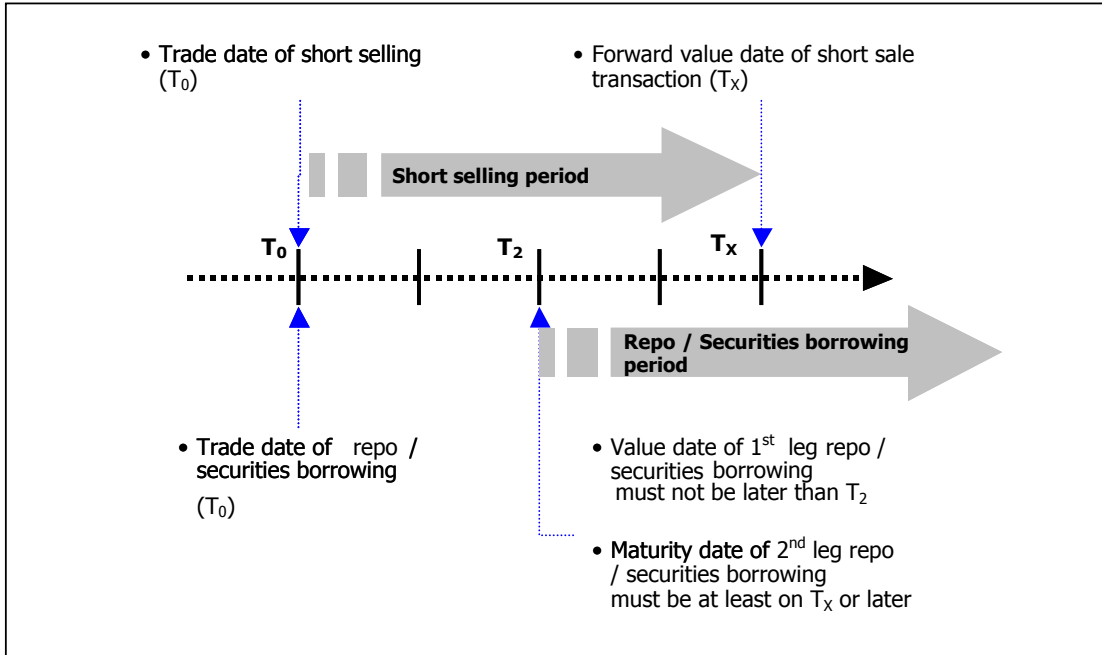 • Trade date of short selling
(T₀)
• Forward value date of short sale
transaction (Tₓ)
Short selling period
T₀
T₂
Tₓ
Repo / Securities borrowing
period
• Trade date of repo /
securities borrowing
(T₀)
• Value date of 1ˢᵗ leg repo /
securities borrowing
must not be later than T₂
• Maturity date of 2ⁿᵈ leg repo
/ securities borrowing
must be at least on Tₓ or later